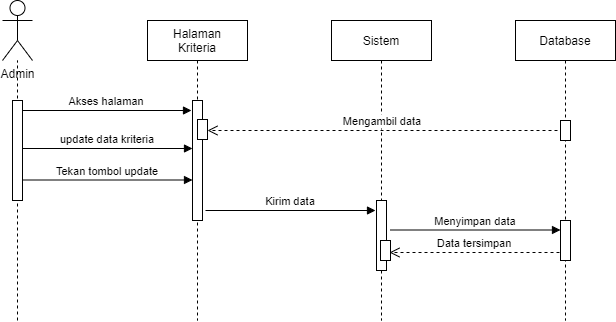 Halaman
Kriteria
Sistem
Database
Admin
Akses halaman
Mengambil data
update data kriteria
Tekan tombol update
Kirim data
Menyimpan data
Data tersimpan